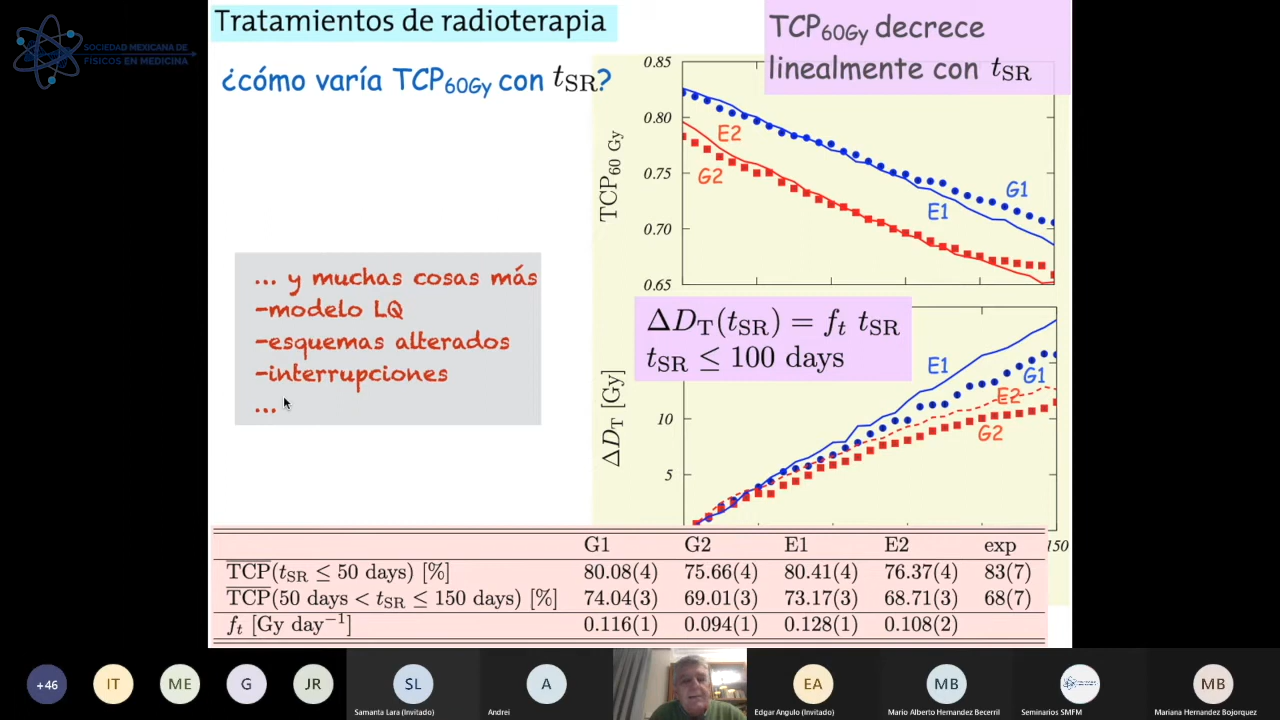 SOCIEDAD MEXICANA DE
FÍSICOS EN MEDICINA
Tratamientos de radioterapia
¿cómo varía TCP60Gy con tSR?
TCP60Gy decrece
linealmente con tSR
... y muchas cosas más
-modelo LQ
-esquemas alterados
-interrupciones
...
TCP60 Gy
0.85
0.80
0.75
0.70
0.65
E2
G2
G1
E1
ΔDT(tSR) = ft tSR
tSR ≤ 100 days
ΔDT [Gy]
10
5
E1
G1
E2
G2
150
G1 G2 E1 E2 exp
T̅C̅P̅(tSR ≤ 50 days) [%] 80.08(4) 75.66(4) 80.41(4) 76.37(4) 83(7)
T̅C̅P̅(50 days < tSR ≤ 150 days) [%] 74.04(3) 69.01(3) 73.17(3) 68.71(3) 68(7)
ft [Gy day−1] 0.116(1) 0.094(1) 0.128(1) 0.108(2)
+46
IT
ME
G
JR
SL
Samanta Lara (Invitado)
A
Andrei
EA
Edgar Angulo (Invitado)
MB
Mario Alberto Hernandez Becerril
Seminarios SMFM
MB
Mariana Hernandez Bojorquez